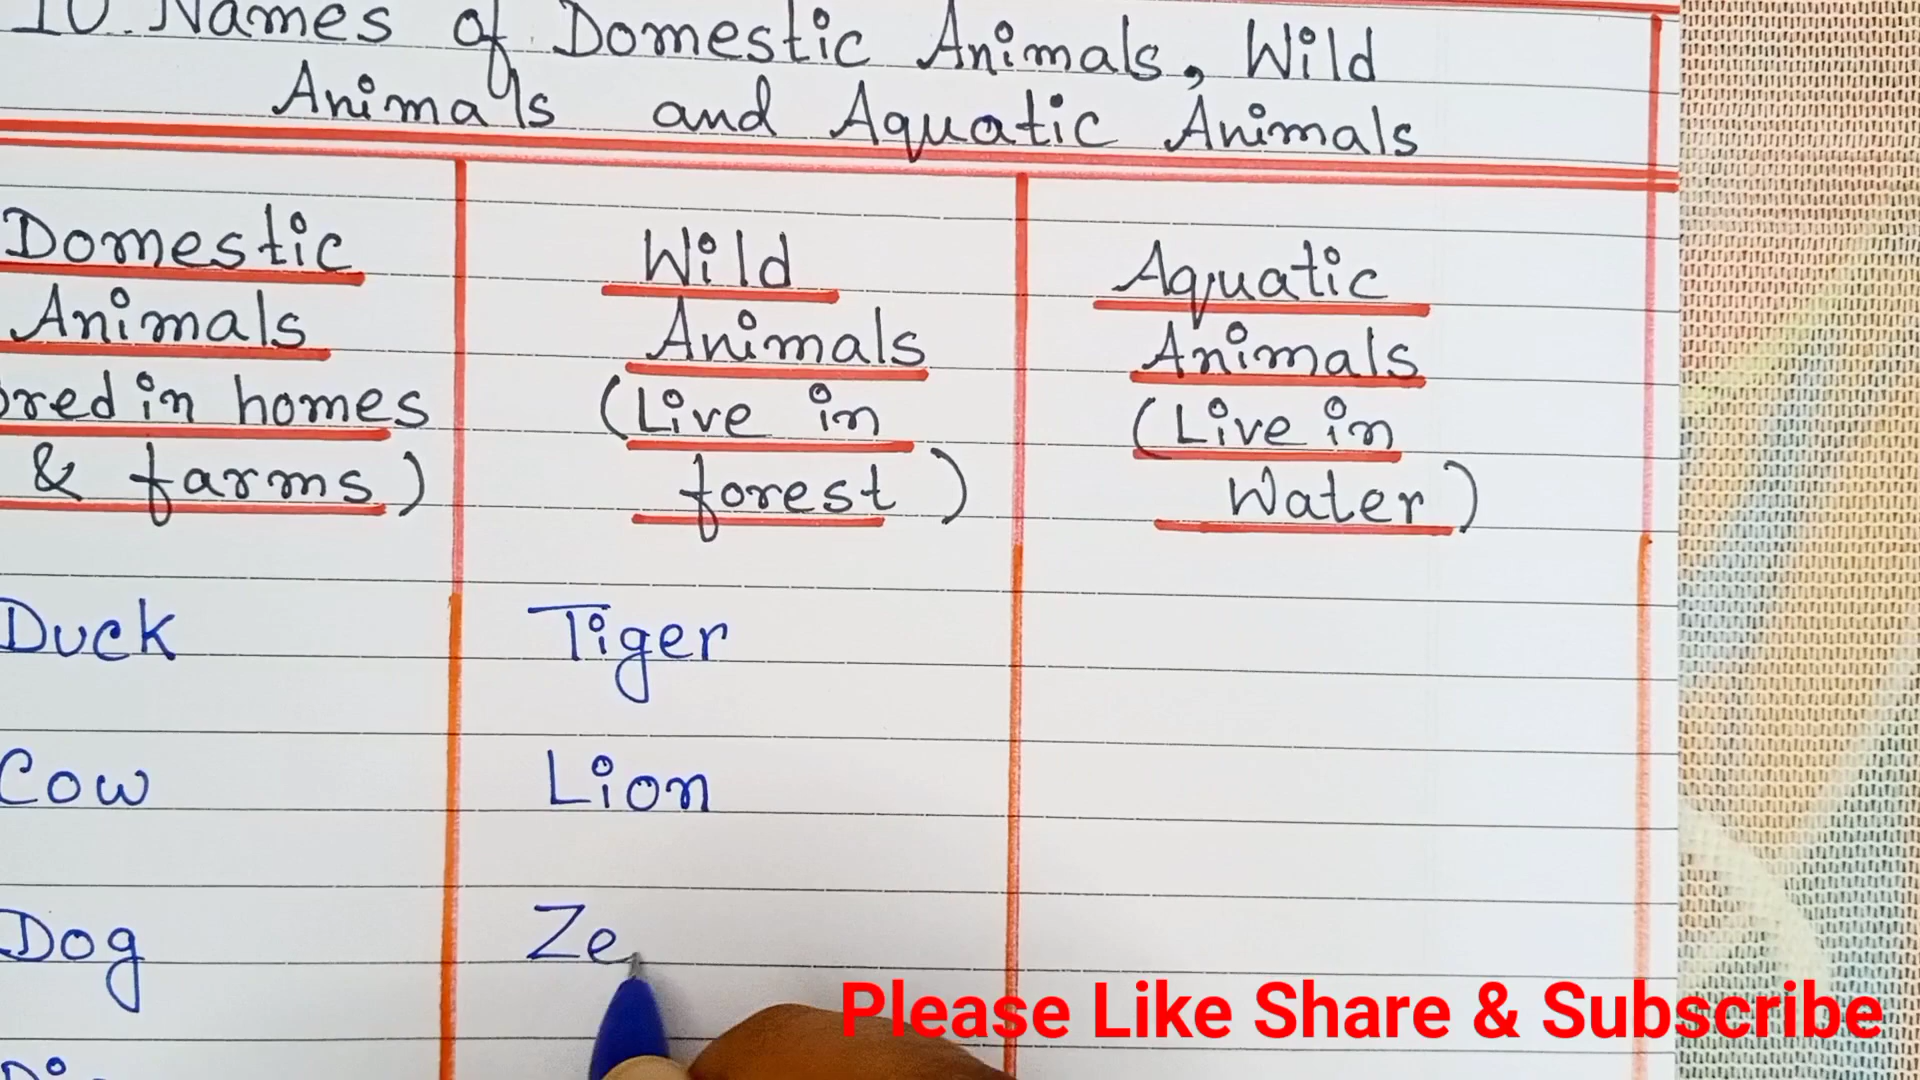 10 Names of Domestic Animals, Wild
Animals and Aquatic Animals
Domestic
Animals
ored in homes
& farms)
Wild
Animals
(Live in
forest)
Aquatic
Animals
(Live in
Water)
Duck
Tiger
Cow
Lion
Dog
Ze
Please Like Share & Subscribe